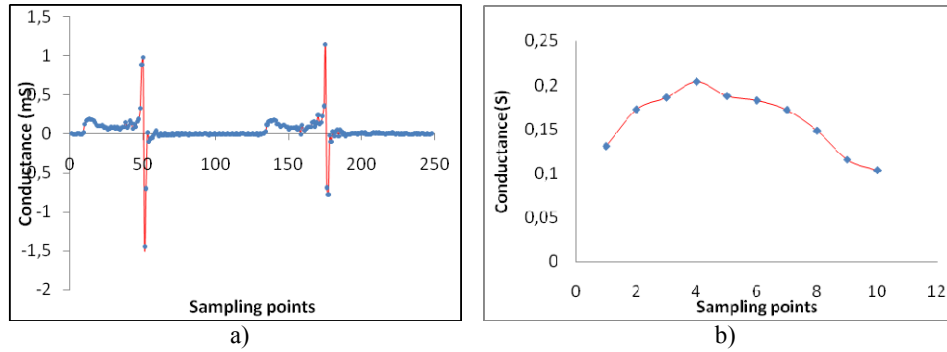 1,5
1
0,5
0
-0,5
-1
-1,5
-2
Conductance (mS)
0 50 100 150 200 250
Sampling points
a)
0,25
0,2
0,15
0,1
0,05
0
Conductance(S)
0 2 4 6 8 10 12
Sampling points
b)